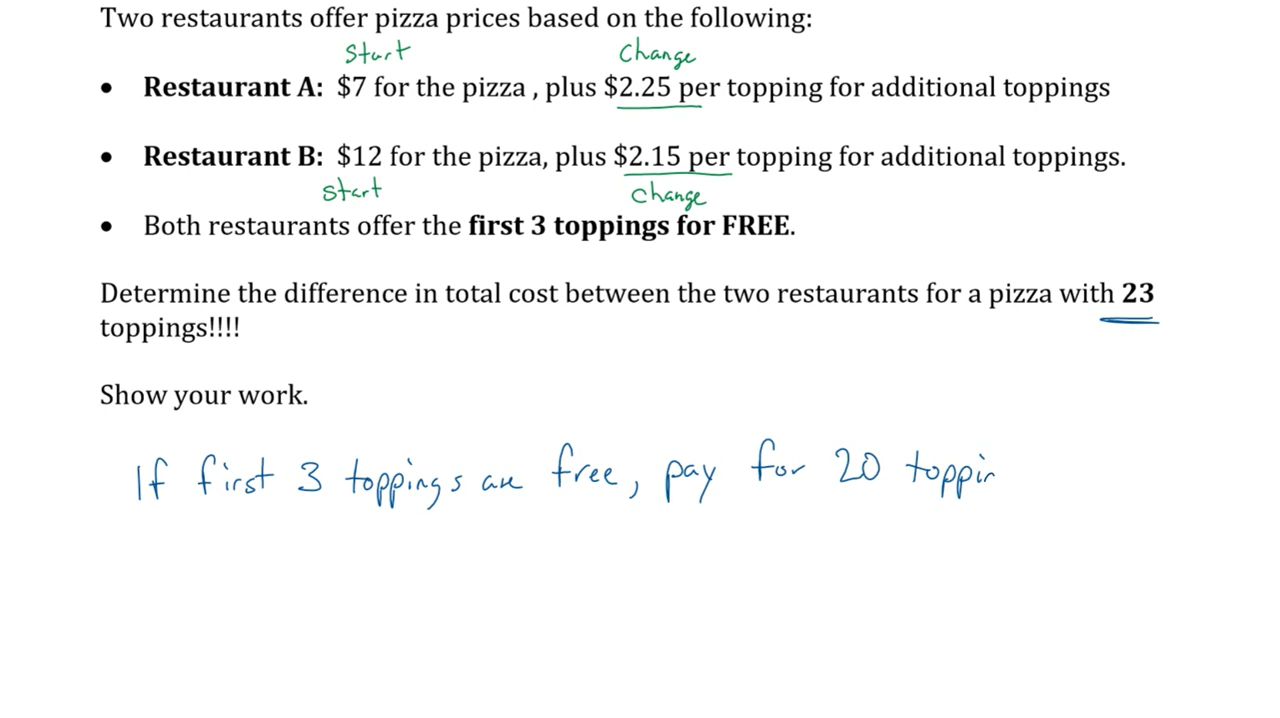 Two restaurants offer pizza prices based on the following:
Start Change
• Restaurant A: $7 for the pizza , plus $2.25 per topping for additional toppings
• Restaurant B: $12 for the pizza, plus $2.15 per topping for additional toppings.
start change
• Both restaurants offer the first 3 toppings for FREE.
Determine the difference in total cost between the two restaurants for a pizza with 23
toppings!!!!
Show your work.
If first 3 toppings are free, pay for 20 toppin